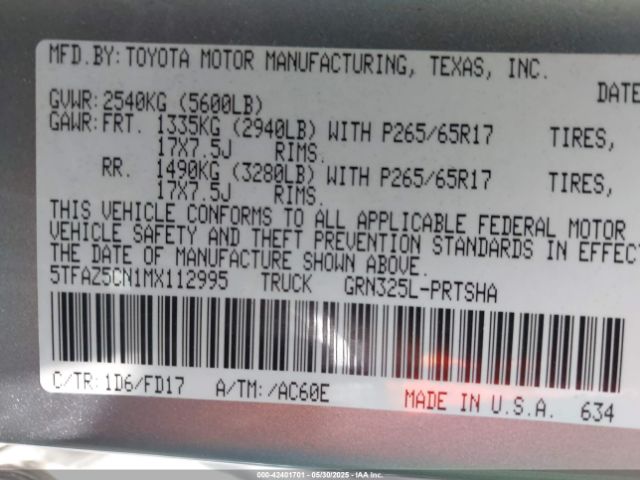 MFD.BY: TOYOTA MOTOR MANUFACTURING, TEXAS, INC.
DATE
GVWR: 2540KG (5600LB)
GAWR: FRT. 1335KG (2940LB) WITH P265/65R17 TIRES,
17X7.5J RIMS.
RR. 1490KG (3280LB) WITH P265/65R17 TIRES,
17X7.5J RIMS.
THIS VEHICLE CONFORMS TO ALL APPLICABLE FEDERAL MOTOR
VEHICLE SAFETY AND THEFT PREVENTION STANDARDS IN EFFECT
THE DATE OF MANUFACTURE SHOWN ABOVE.
5TFAZ5CN1MX112995 TRUCK GRN325L-PRTSHA
C/TR: 1D6/FD17 A/TM: /AC60E MADE IN U.S.A. 634
000-42401701 - 05/30/2025 - IAAI.COM